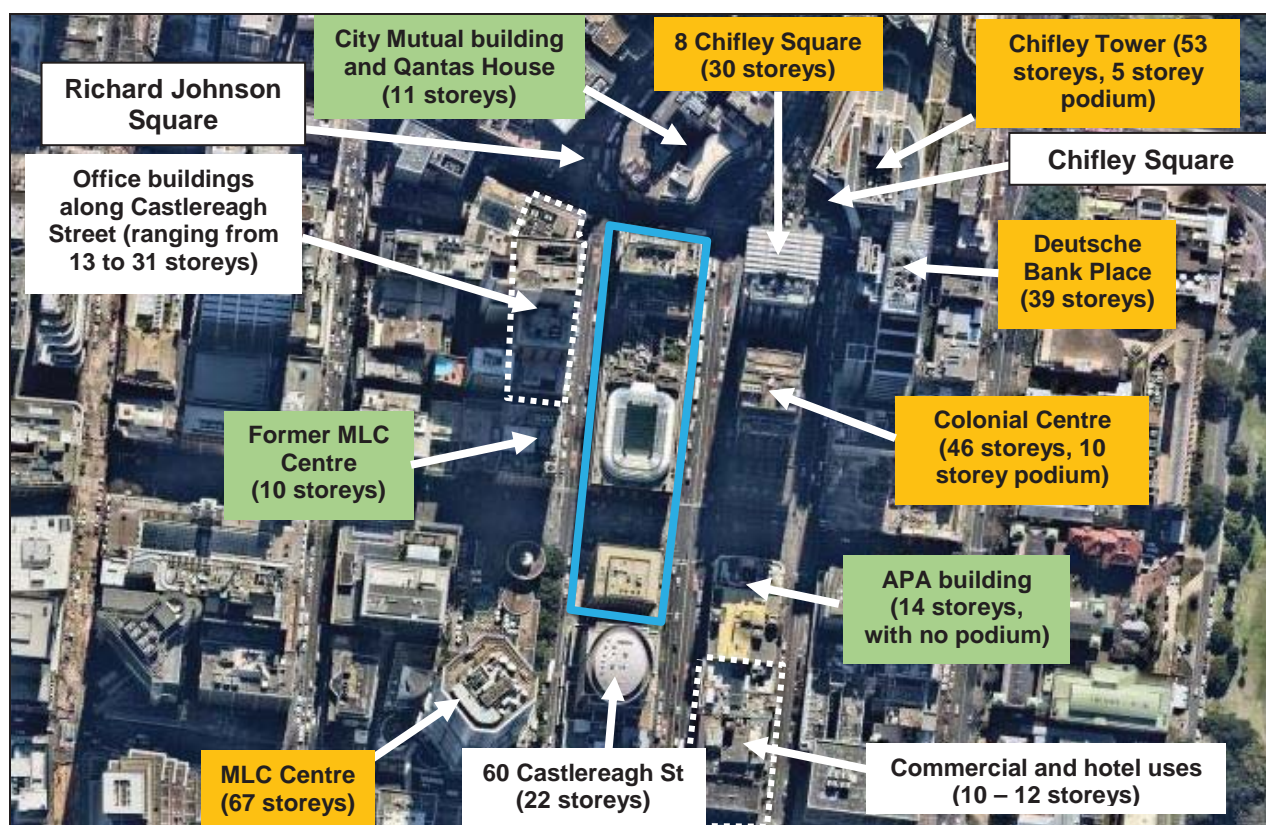 City Mutual building
and Qantas House
(11 storeys)
8 Chifley Square
(30 storeys)
Chifley Tower (53
storeys, 5 storey
podium)
Richard Johnson
Square
Chifley Square
Office buildings
along Castlereagh
Street (ranging from
13 to 31 storeys)
Deutsche
Bank Place
(39 storeys)
Former MLC
Centre
(10 storeys)
Colonial Centre
(46 storeys, 10
storey podium)
APA building
(14 storeys,
with no podium)
MLC Centre
(67 storeys)
60 Castlereagh St
(22 storeys)
Commercial and hotel uses
(10 – 12 storeys)